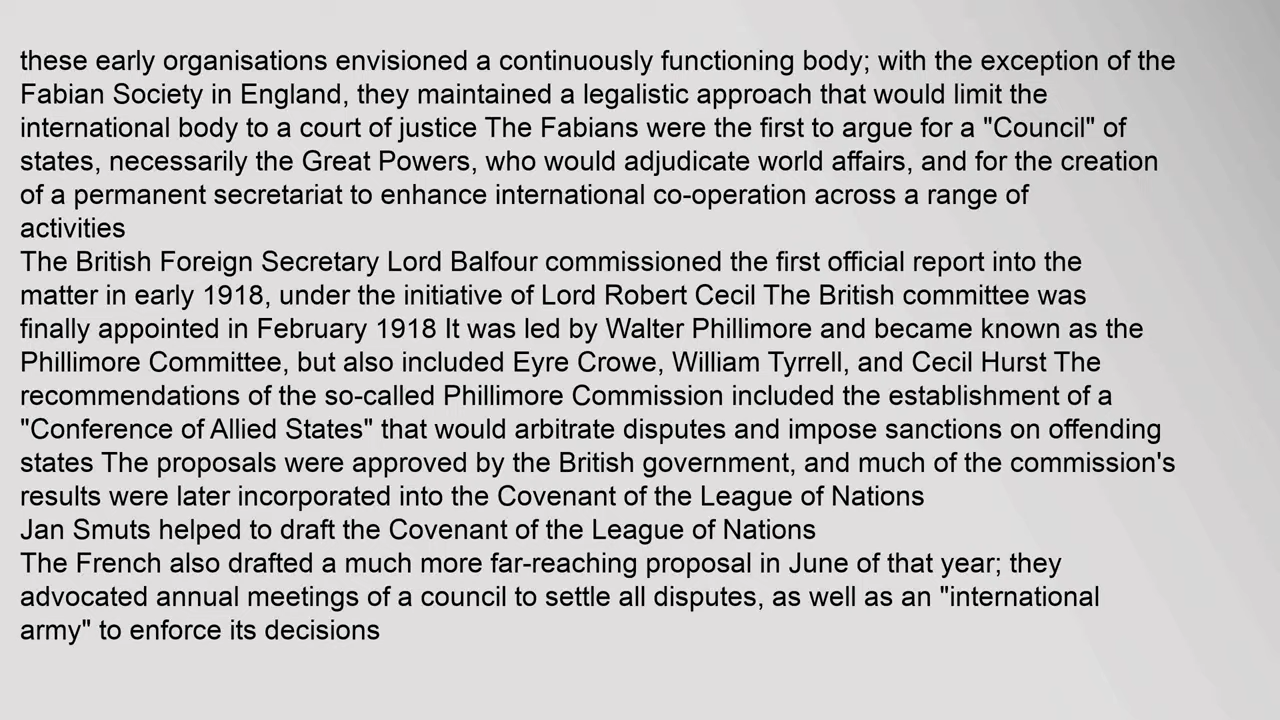 these early organisations envisioned a continuously functioning body; with the exception of the
Fabian Society in England, they maintained a legalistic approach that would limit the
international body to a court of justice The Fabians were the first to argue for a "Council" of
states, necessarily the Great Powers, who would adjudicate world affairs, and for the creation
of a permanent secretariat to enhance international co-operation across a range of
activities
The British Foreign Secretary Lord Balfour commissioned the first official report into the
matter in early 1918, under the initiative of Lord Robert Cecil The British committee was
finally appointed in February 1918 It was led by Walter Phillimore and became known as the
Phillimore Committee, but also included Eyre Crowe, William Tyrrell, and Cecil Hurst The
recommendations of the so-called Phillimore Commission included the establishment of a
"Conference of Allied States" that would arbitrate disputes and impose sanctions on offending
states The proposals were approved by the British government, and much of the commission's
results were later incorporated into the Covenant of the League of Nations
Jan Smuts helped to draft the Covenant of the League of Nations
The French also drafted a much more far-reaching proposal in June of that year; they
advocated annual meetings of a council to settle all disputes, as well as an "international
army" to enforce its decisions